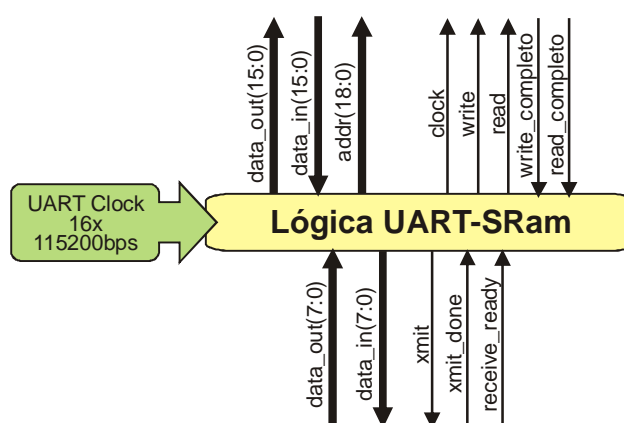 data_out(15:0)
data_in(15:0)
addr(18:0)
clock
write
read
write_completo
read_completo
UART Clock
16x
115200bps
Lógica UART-SRam
data_out(7:0)
data_in(7:0)
xmit
xmit_done
receive_ready